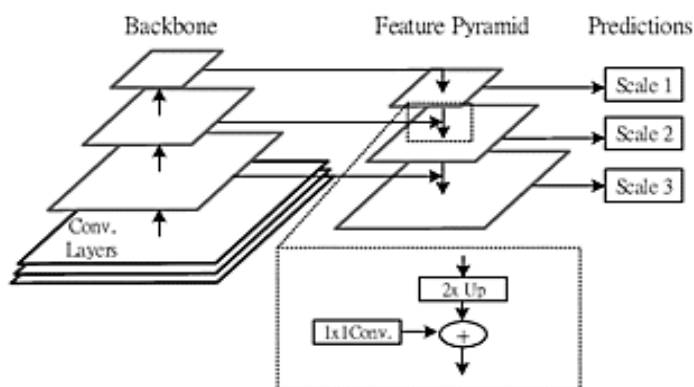 Backbone
Feature Pyramid
Predictions
Scale 1
Scale 2
Scale 3
Conv.
Layers
2x Up
1x1Conv.
+